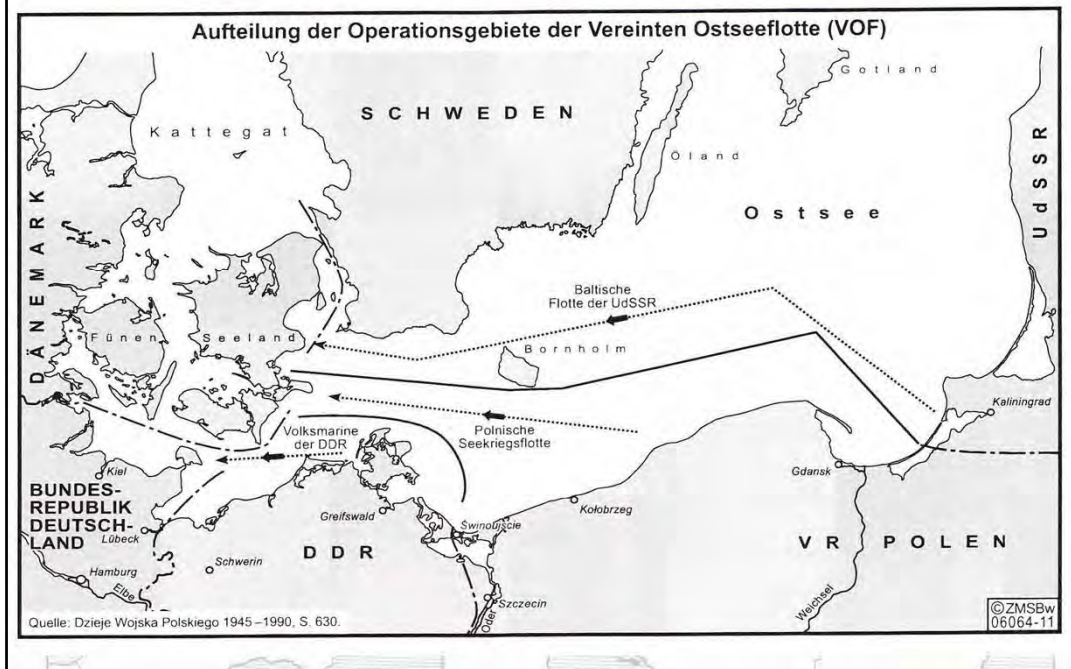 Aufteilung der Operationsgebiete der Vereinten Ostseeflotte (VOF)
Gotland
Kattegat
SCHWEDEN
Öland
UdSSR
Ostsee
DÄNEMARK
Baltische
Flotte der UdSSR
Fünen
Seeland
Bornholm
Kaliningrad
Volksmarine
der DDR
Polnische
Seekriegsflotte
Kiel
Gdansk
BUNDES-
REPUBLIK
DEUTSCH-
LAND
Lübeck
Greifswald
Kołobrzeg
Świnoujście
DDR
VR POLEN
Schwerin
Hamburg
Elbe
Szczecin
Oder
Weichsel
Quelle: Dzieje Wojska Polskiego 1945–1990, S. 630.
©ZMSBw
06064-11